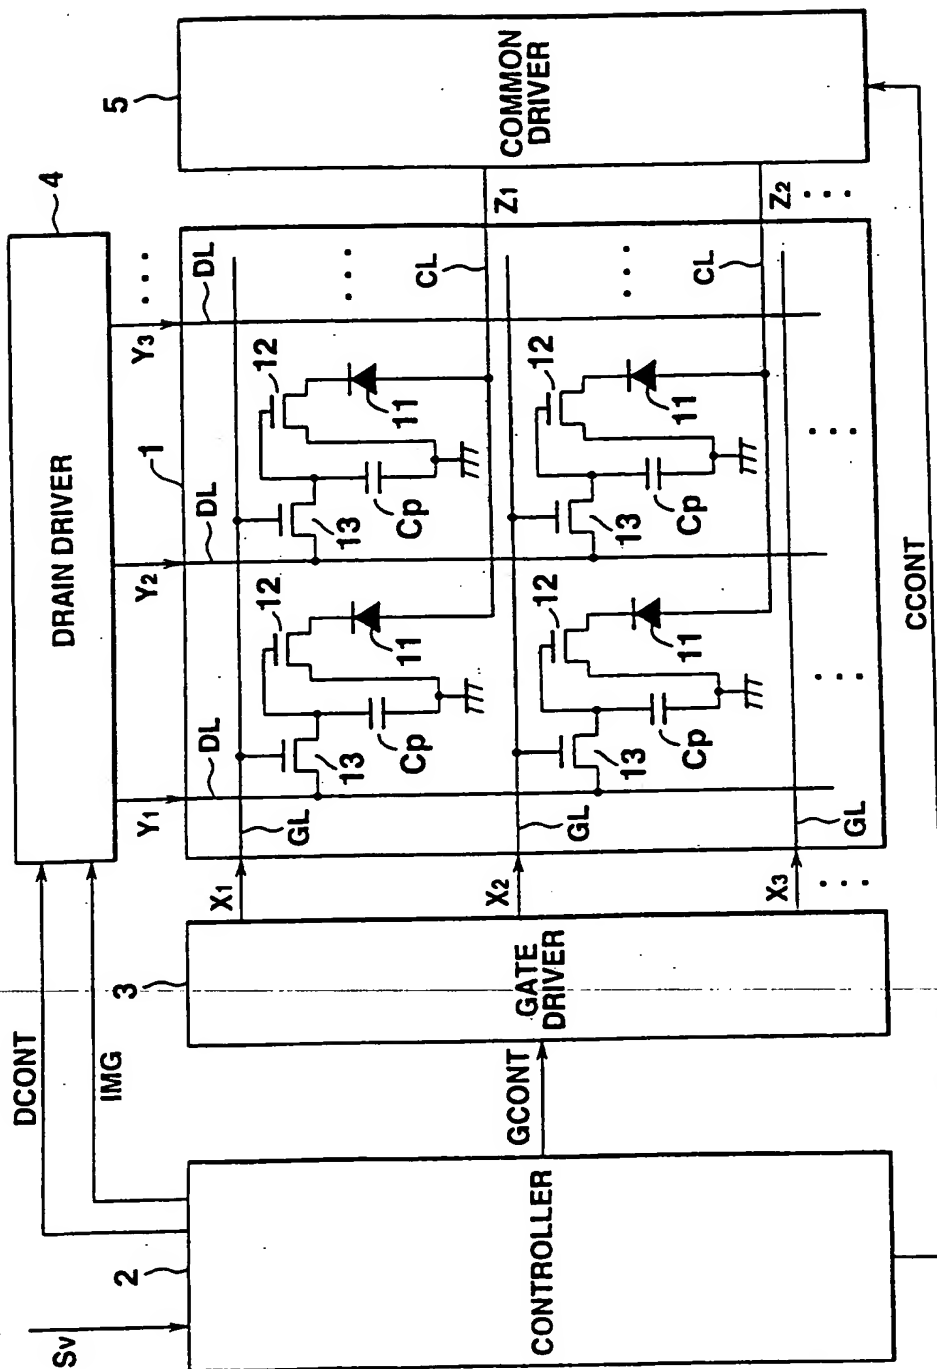 DRAIN DRIVER
4
5
COMMON
DRIVER
DCONT
IMG
Y1
Y2
Y3
. . .
DL
DL
DL
1
3
X1
GL
13
Cp
12
11
13
Cp
12
11
. . .
CL
Z1
Sv
2
CONTROLLER
GCONT
GATE
DRIVER
X2
GL
13
Cp
12
11
13
Cp
12
11
. . .
CL
Z2
. . .
X3
GL
. . .
. . .
. . .
CCONT